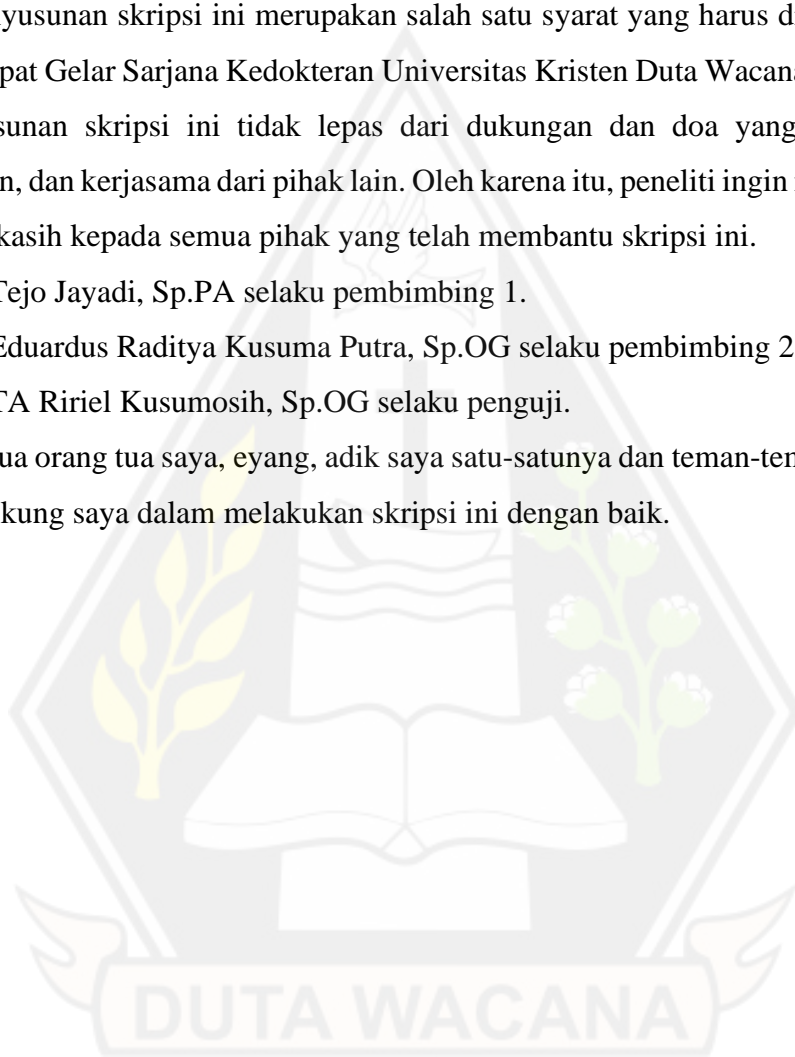 yusunan skripsi ini merupakan salah satu syarat yang harus di
pat Gelar Sarjana Kedokteran Universitas Kristen Duta Wacana
usunan skripsi ini tidak lepas dari dukungan dan doa yang
n, dan kerjasama dari pihak lain. Oleh karena itu, peneliti ingin
kasih kepada semua pihak yang telah membantu skripsi ini.
Tejo Jayadi, Sp.PA selaku pembimbing 1.
Eduardus Raditya Kusuma Putra, Sp.OG selaku pembimbing 2
TA Ririel Kusumosih, Sp.OG selaku penguji.
ua orang tua saya, eyang, adik saya satu-satunya dan teman-ten
kung saya dalam melakukan skripsi ini dengan baik.
DUTA WACANA